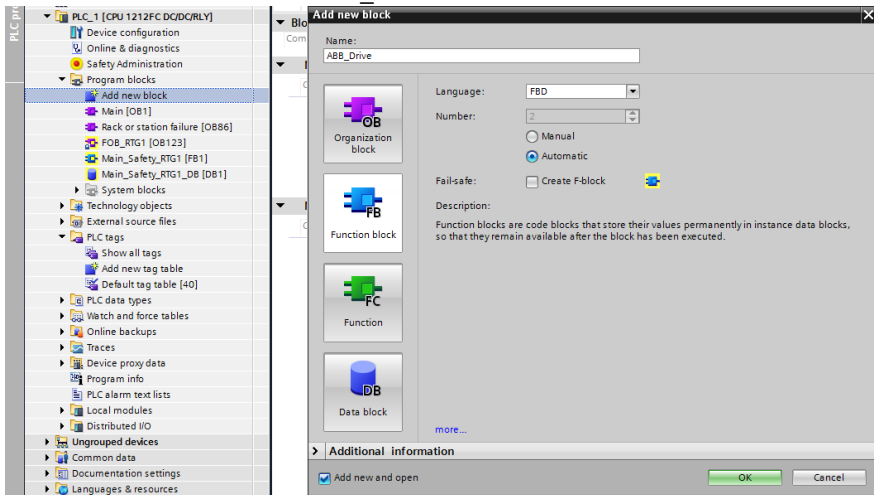 PLC_1 [CPU 1212FC DC/DC/RLY]
Device configuration
Online & diagnostics
Safety Administration
Program blocks
Add new block
Main [OB1]
Rack or station failure [OB86]
FOB_RTG1 [OB123]
Main_Safety_RTG1 [FB1]
Main_Safety_RTG1_DB [DB1]
System blocks
Technology objects
External source files
PLC tags
Show all tags
Add new tag table
Default tag table [40]
PLC data types
Watch and force tables
Online backups
Traces
Device proxy data
Program info
PLC alarm text lists
Local modules
Distributed I/O
Ungrouped devices
Common data
Documentation settings
Languages & resources
Blo
Com
Add new block
Name:
ABB_Drive
OB
Organization
block
FB
Function block
FC
Function
DB
Data block
Language: FBD
Number: 2
Manual
Automatic
Fail-safe: Create F-block
Description:
Function blocks are code blocks that store their values permanently in instance data blocks,
so that they remain available after the block has been executed.
more...
Additional information
Add new and open
OK Cancel